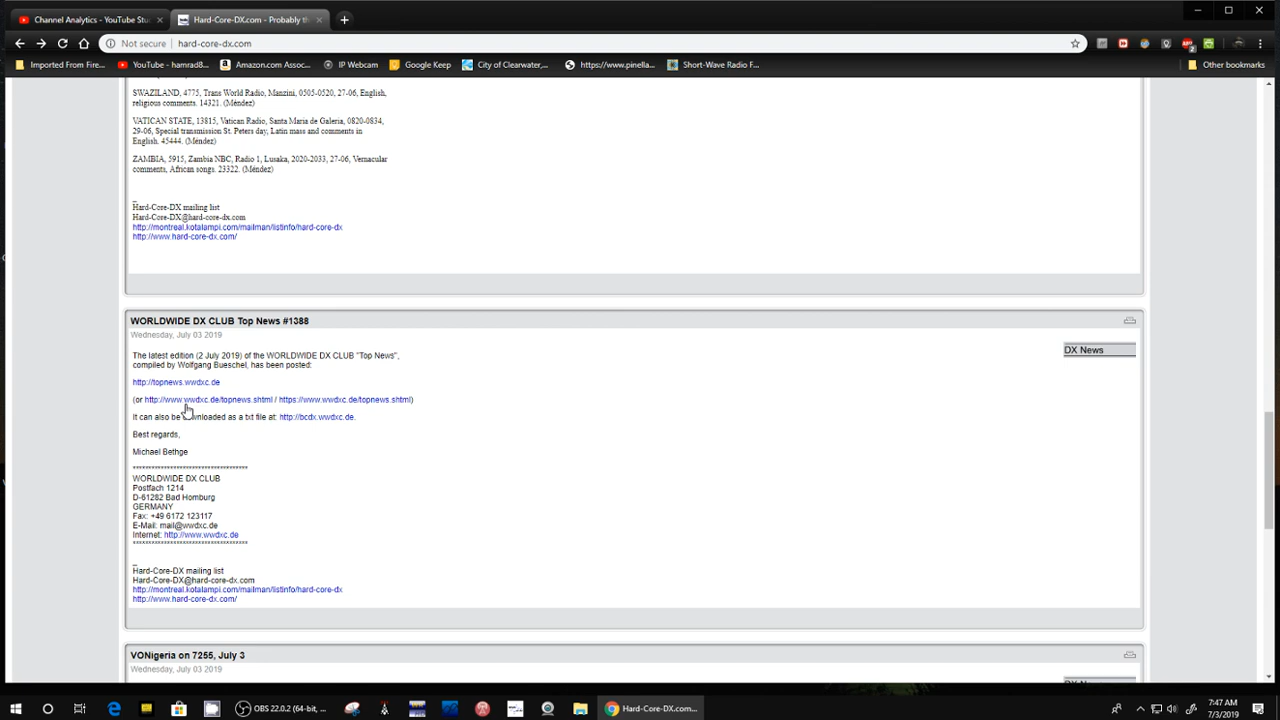 Channel Analytics - YouTube Stu
Hard-Core-DX.com - Probably th
Not secure | hard-core-dx.com
Imported From Fire...
YouTube - hamrad8...
Amazon.com Assoc...
IP Webcam
Google Keep
City of Clearwater,...
https://www.pinella...
Short-Wave Radio F...
Other bookmarks
SWAZILAND, 4775, Trans World Radio, Manzini, 0505-0520, 27-06, English,
religious comments. 14321. (Méndez)
VATICAN STATE, 13815, Vatican Radio, Santa Maria de Galeria, 0820-0834,
29-06, Special transmission St. Peters day, Latin mass and comments in
English. 45444. (Méndez)
ZAMBIA, 5915, Zambia NBC, Radio 1, Lusaka, 2020-2033, 27-06, Vernacular
comments, African songs. 23322. (Méndez)
_
Hard-Core-DX mailing list
Hard-Core-DX@hard-core-dx.com
http://montreal.kotalampi.com/mailman/listinfo/hard-core-dx
http://www.hard-core-dx.com/
WORLDWIDE DX CLUB Top News #1388
Wednesday, July 03 2019
DX News
The latest edition (2 July 2019) of the WORLDWIDE DX CLUB "Top News",
compiled by Wolfgang Bueschel, has been posted:
http://topnews.wwdxc.de
(or http://www.wwdxc.de/topnews.shtml / https://www.wwdxc.de/topnews.shtml)
It can also be downloaded as a txt file at: http://bcdx.wwdxc.de.
Best regards,
Michael Bethge
************************************
WORLDWIDE DX CLUB
Postfach 1214
D-61282 Bad Homburg
GERMANY
Fax: +49 6172 123117
E-Mail: mail@wwdxc.de
Internet: http://www.wwdxc.de
************************************
_
Hard-Core-DX mailing list
Hard-Core-DX@hard-core-dx.com
http://montreal.kotalampi.com/mailman/listinfo/hard-core-dx
http://www.hard-core-dx.com/
VONigeria on 7255, July 3
Wednesday, July 03 2019
OBS 22.0.2 (64-bit, ...
Hard-Core-DX.com...
7:47 AM
7/3/2019